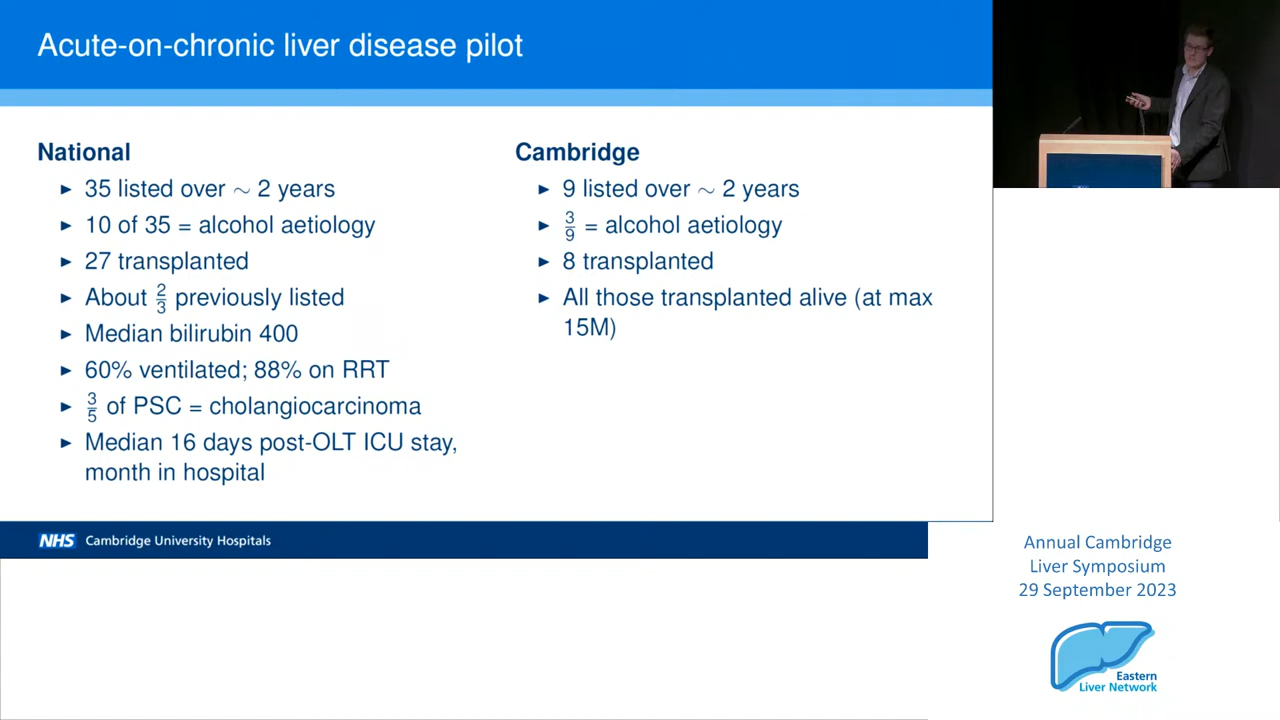 Acute-on-chronic liver disease pilot
National
► 35 listed over ∼ 2 years
► 10 of 35 = alcohol aetiology
► 27 transplanted
► About 2/3 previously listed
► Median bilirubin 400
► 60% ventilated; 88% on RRT
► 3/5 of PSC = cholangiocarcinoma
► Median 16 days post-OLT ICU stay,
month in hospital
Cambridge
► 9 listed over ∼ 2 years
► 3/9 = alcohol aetiology
► 8 transplanted
► All those transplanted alive (at max
15M)
NHS Cambridge University Hospitals
Annual Cambridge
Liver Symposium
29 September 2023
Eastern
Liver Network